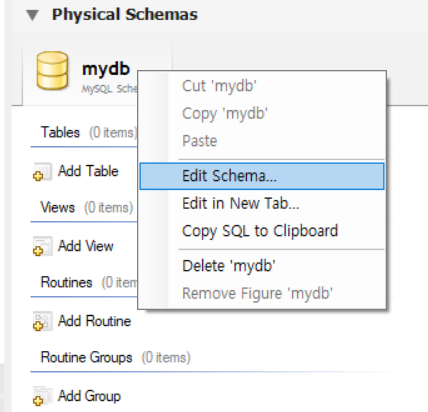 Physical Schemas
mydb
MySQL Sche
Cut 'mydb'
Copy 'mydb'
Paste
Edit Schema...
Edit in New Tab...
Copy SQL to Clipboard
Delete 'mydb'
Remove Figure 'mydb'
Tables (0 items)
Add Table
Views (0 items)
Add View
Routines (0 item
Add Routine
Routine Groups (0 items)
Add Group